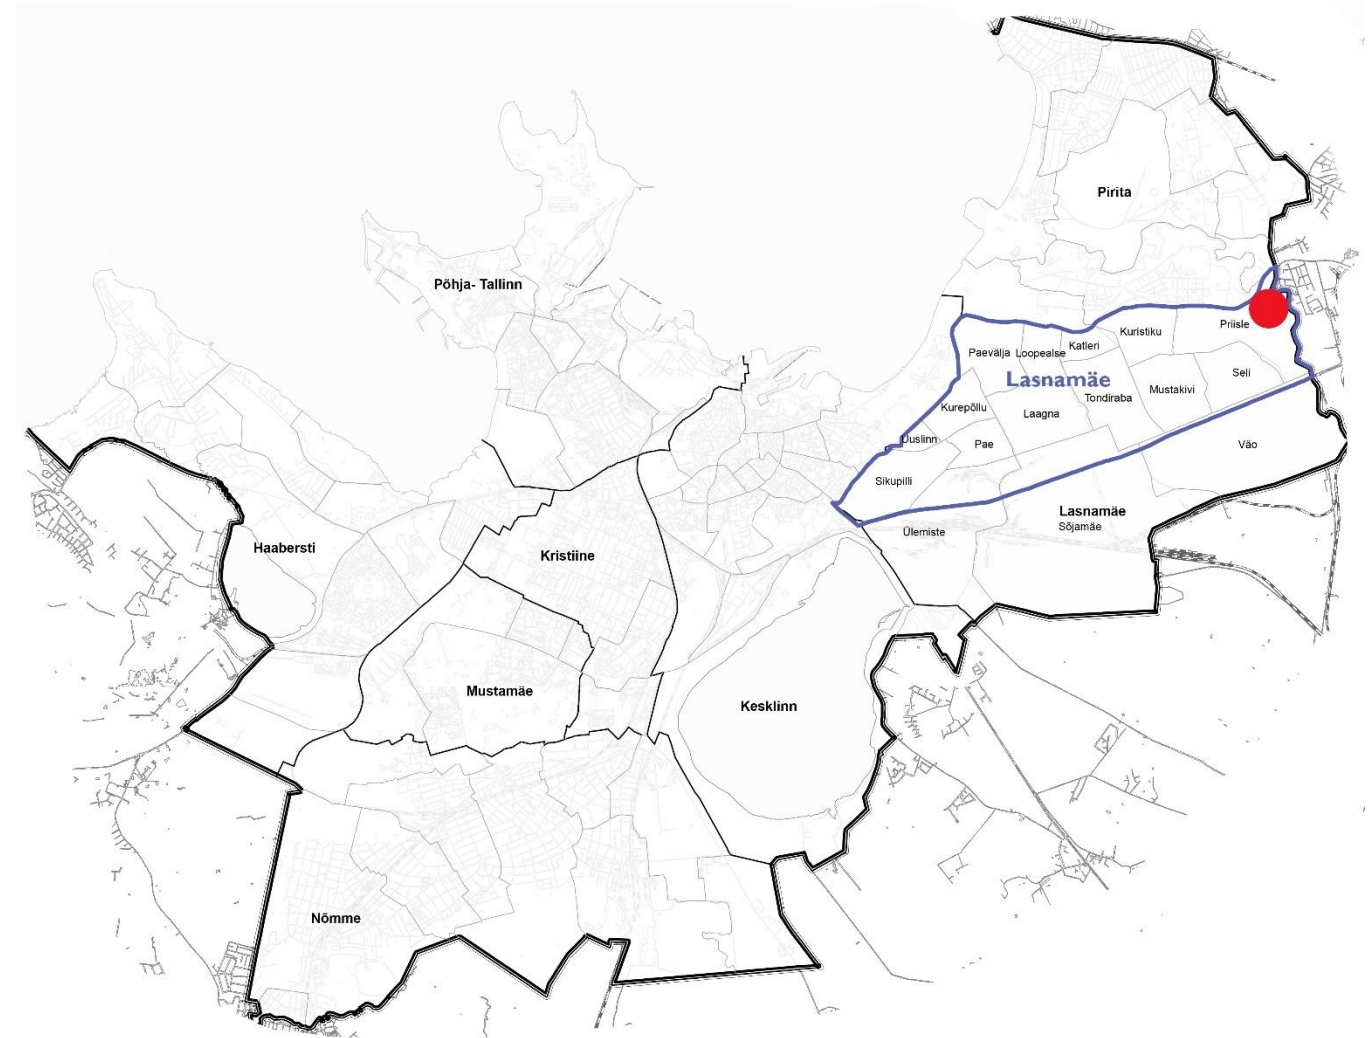 Pirita
Põhja- Tallinn
Priisle
Kuristiku
Katleri
Paevälja
Loopealse
Lasnamäe
Seli
Mustakivi
Tondiraba
Kurepõllu
Laagna
Uuslinn
Pae
Väo
Sikupilli
Lasnamäe
Sõjamäe
Ülemiste
Haabersti
Kristiine
Mustamäe
Kesklinn
Nõmme